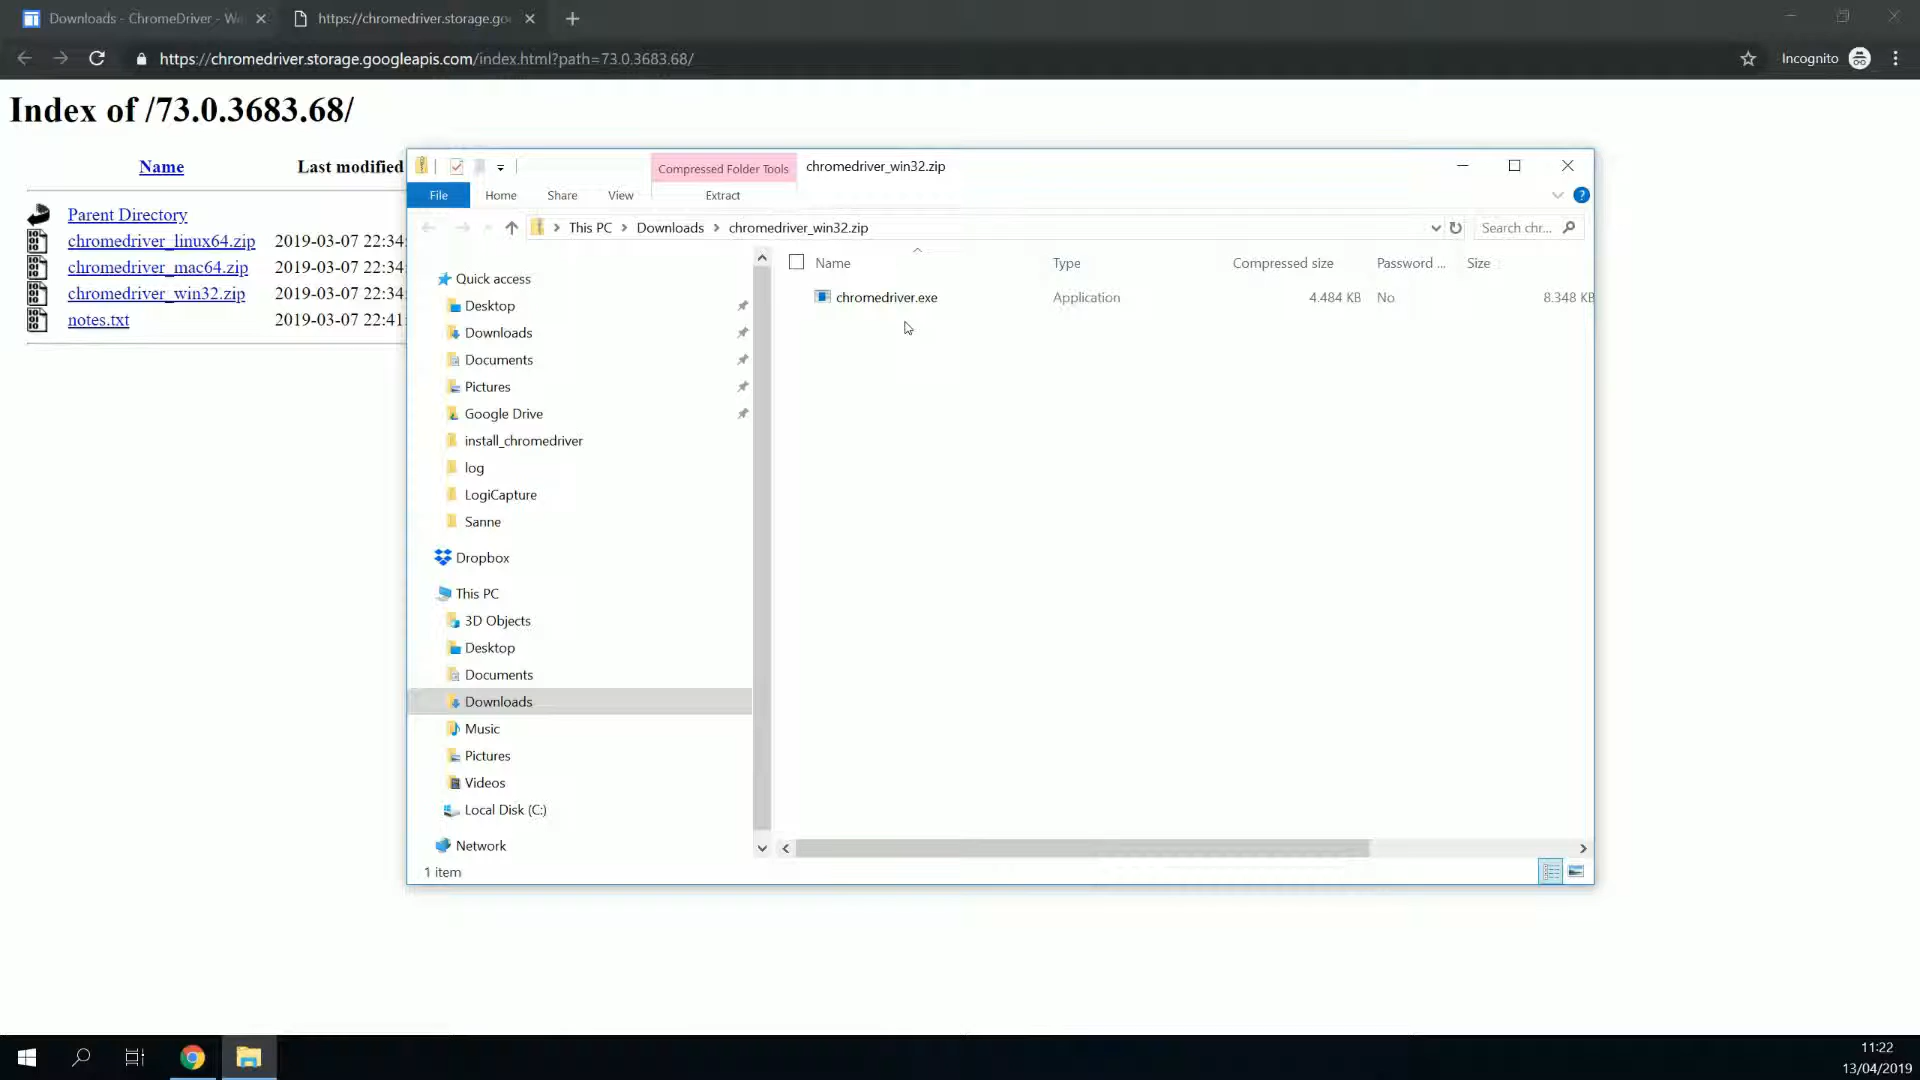 Downloads - ChromeDriver - We
https://chromedriver.storage.go
https://chromedriver.storage.googleapis.com/index.html?path=73.0.3683.68/
Incognito
Index of /73.0.3683.68/
Name
Last modified
Parent Directory
chromedriver_linux64.zip 2019-03-07 22:34
chromedriver_mac64.zip 2019-03-07 22:34
chromedriver_win32.zip 2019-03-07 22:34
notes.txt 2019-03-07 22:41
Compressed Folder Tools
chromedriver_win32.zip
File
Home
Share
View
Extract
This PC
Downloads
chromedriver_win32.zip
Search chr...
Quick access
Desktop
Downloads
Documents
Pictures
Google Drive
install_chromedriver
log
LogiCapture
Sanne
Dropbox
This PC
3D Objects
Desktop
Documents
Downloads
Music
Pictures
Videos
Local Disk (C:)
Network
Name Type Compressed size Password ... Size
chromedriver.exe Application 4.484 KB No 8.348 KB
1 item
11:22
13/04/2019